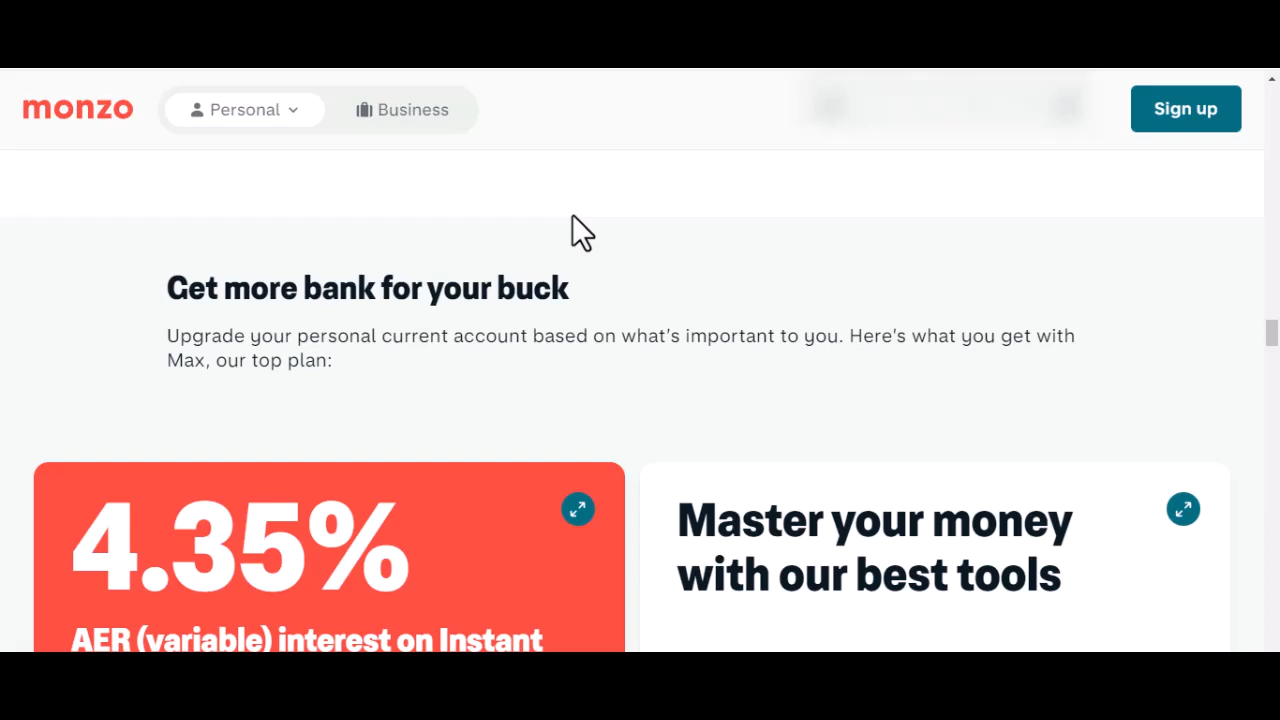 monzo
Personal
Business
Sign up
Get more bank for your buck
Upgrade your personal current account based on what's important to you. Here's what you get with
Max, our top plan:
4.35%
AER (variable) interest on Instant
Master your money
with our best tools